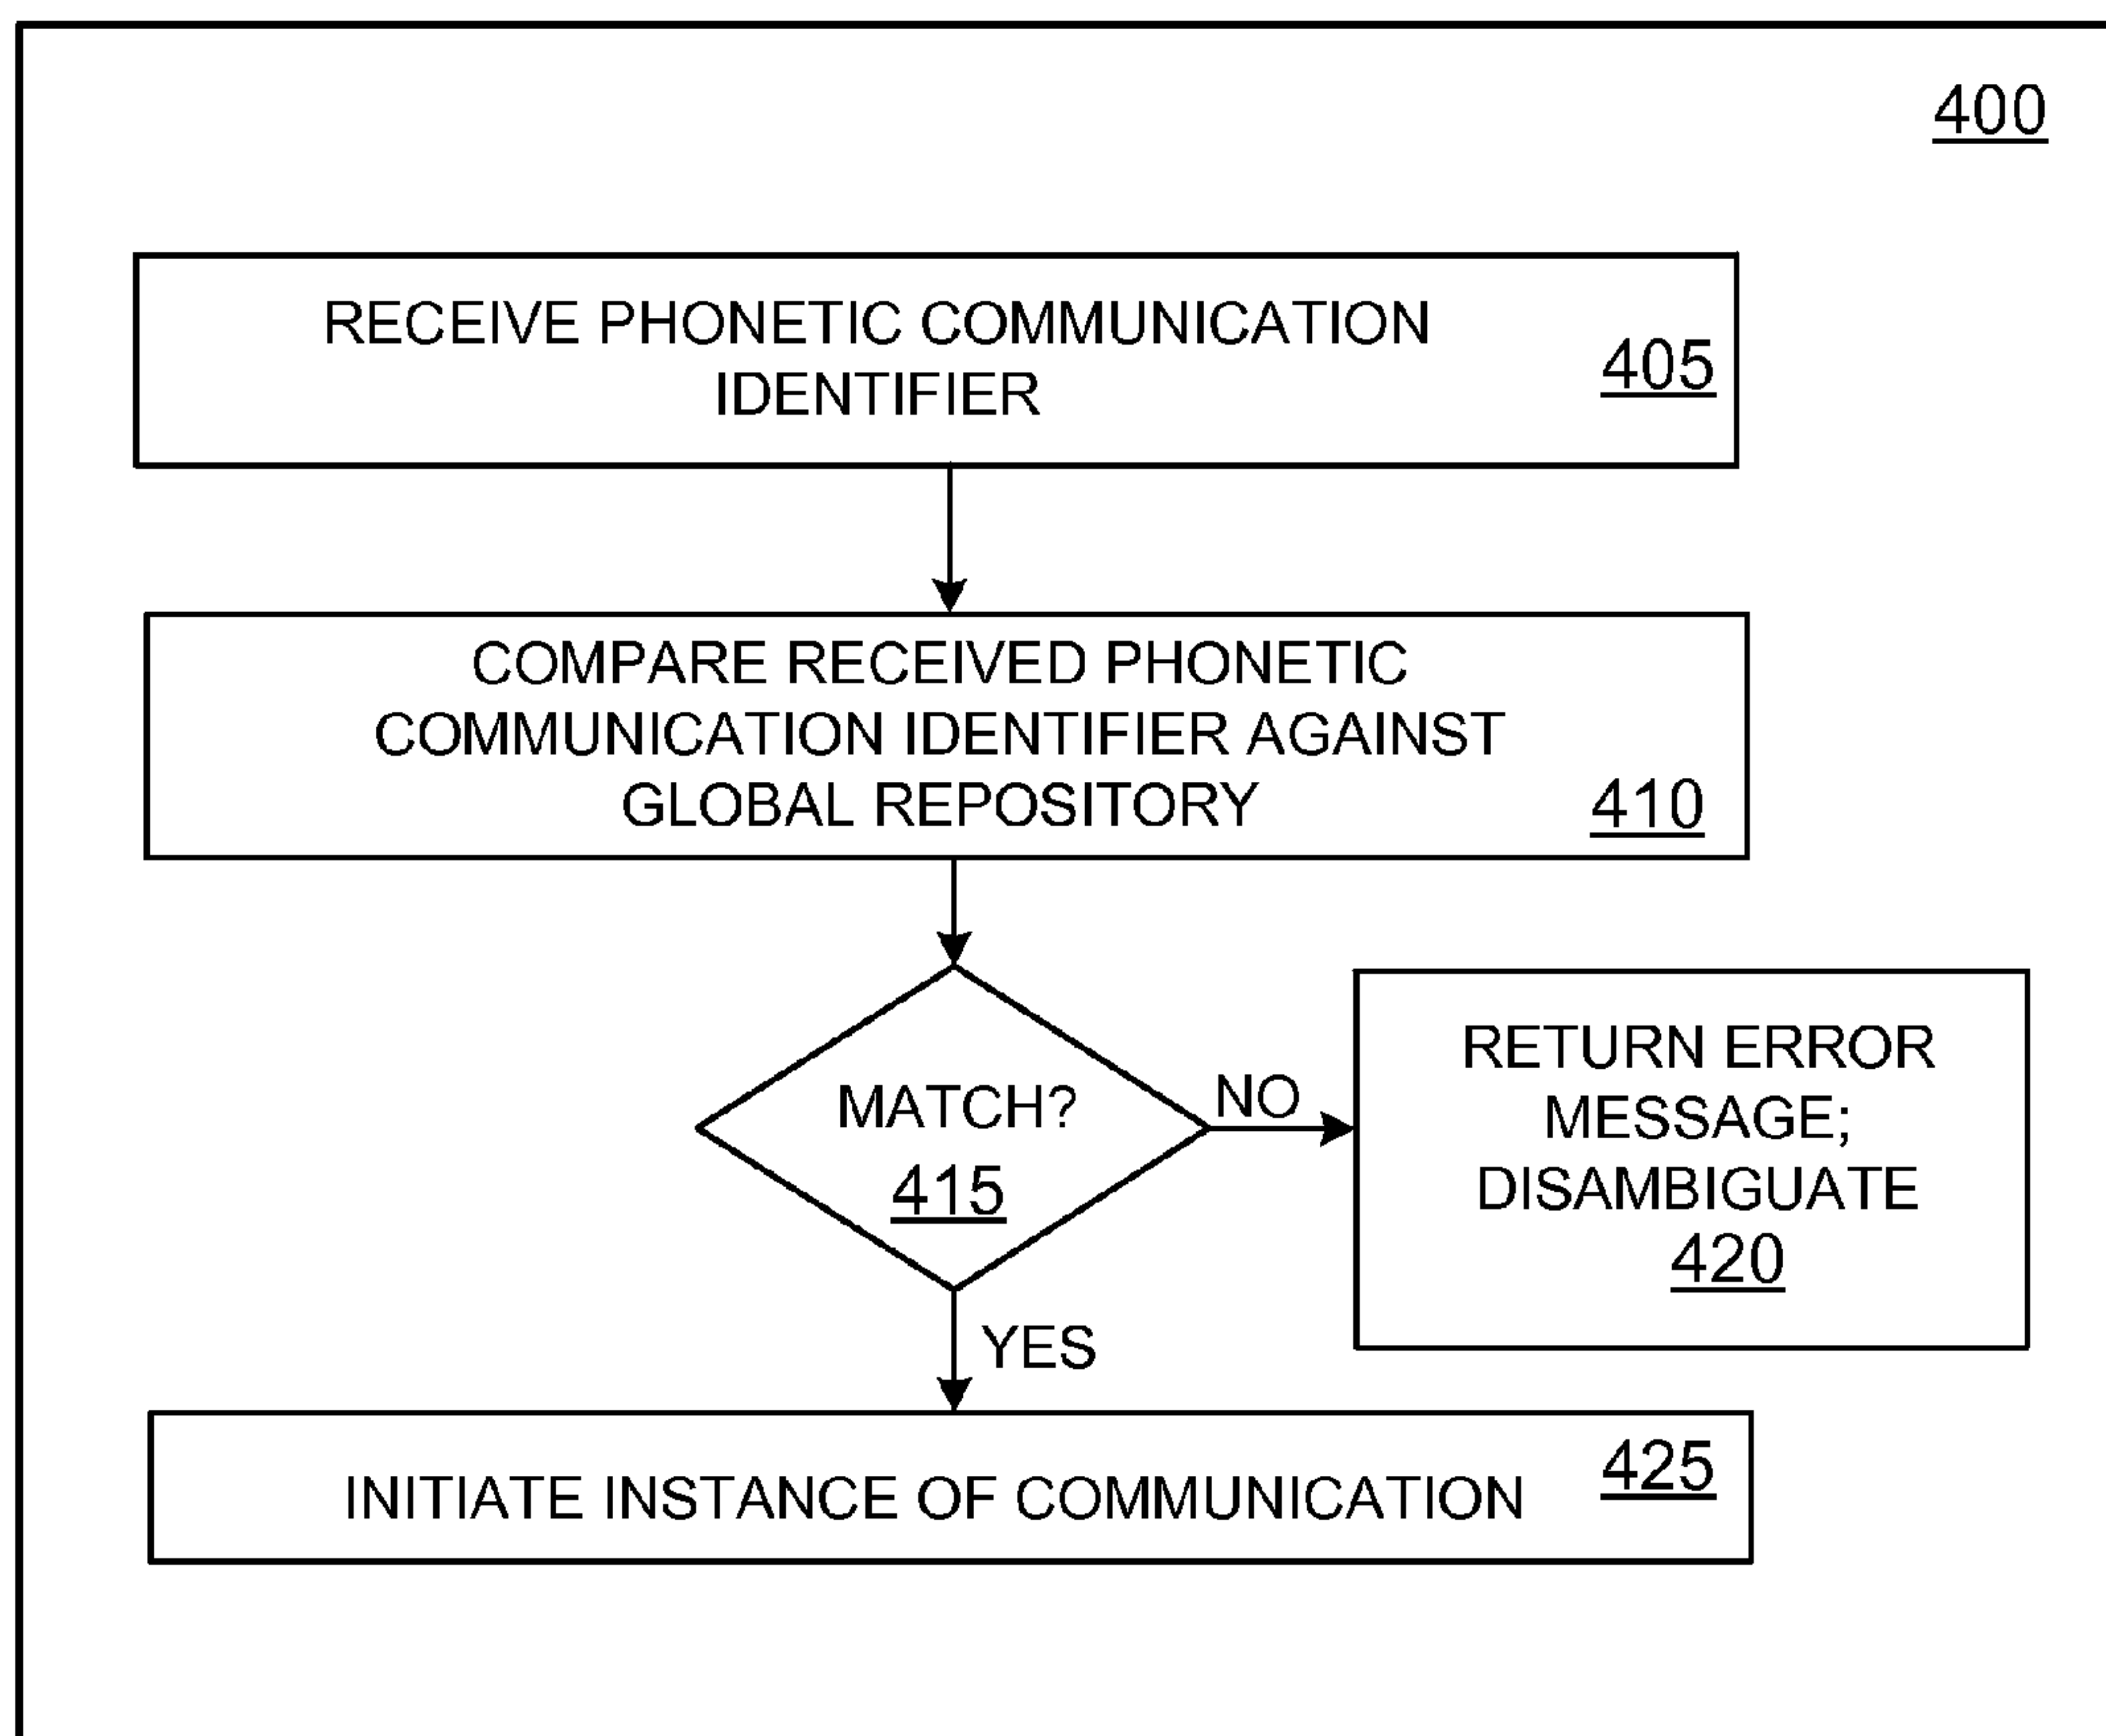 400
RECEIVE PHONETIC COMMUNICATION
IDENTIFIER
405
COMPARE RECEIVED PHONETIC
COMMUNICATION IDENTIFIER AGAINST
GLOBAL REPOSITORY
410
MATCH?
415
NO
RETURN ERROR
MESSAGE;
DISAMBIGUATE
420
YES
INITIATE INSTANCE OF COMMUNICATION
425